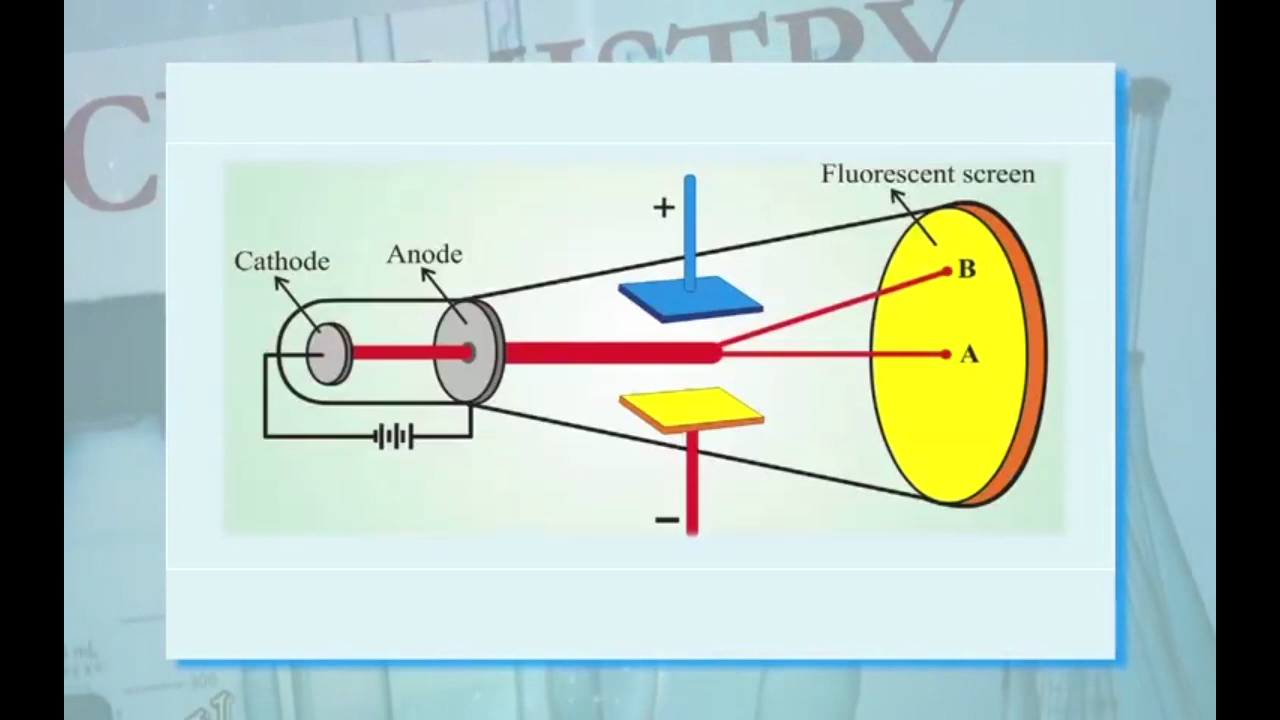 Fluorescent screen
+
Cathode
Anode
B
A
−